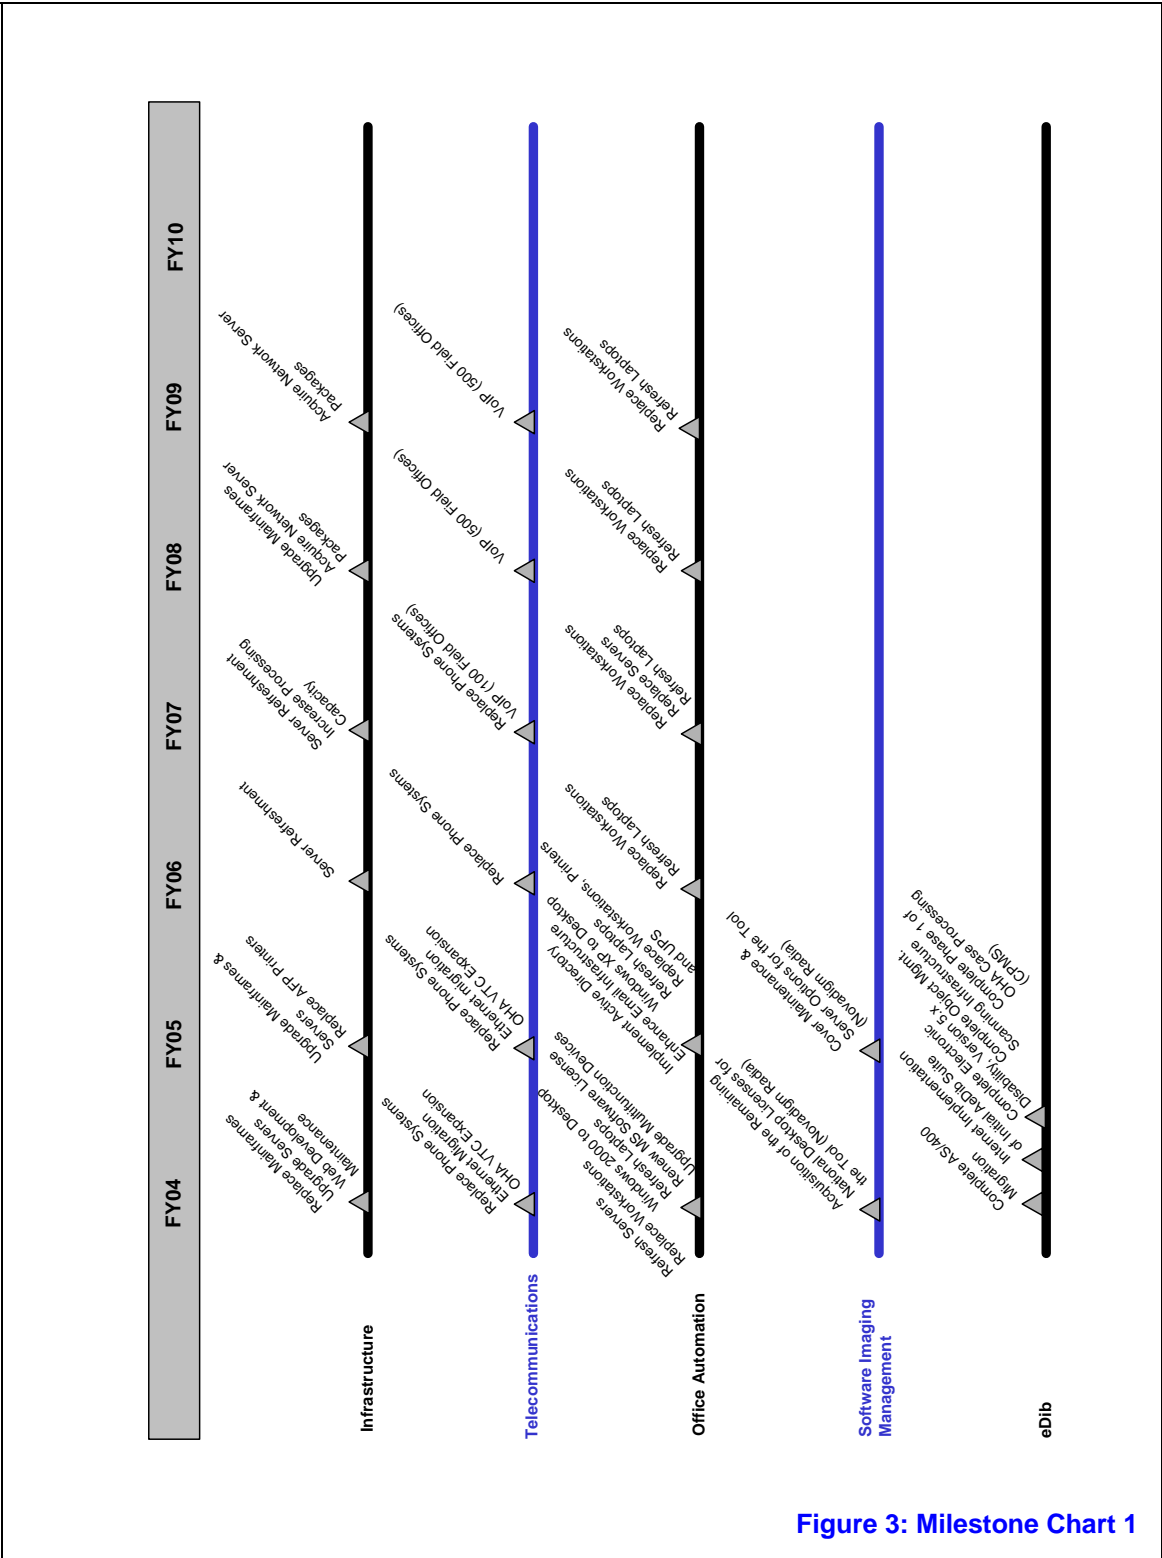 FY04
FY05
FY06
FY07
FY08
FY09
FY10
Infrastructure
Replace Mainframes
Upgrade Servers
Web Development &
Maintenance
Upgrade Mainframes &
Servers
Replace AFP Printers
Server Refreshment
Server Refreshment
Increase Processing
Capacity
Upgrade Mainframes
Acquire Network Server
Packages
Acquire Network Server
Packages
Telecommunications
Replace Phone Systems
Ethernet Migration
OHA VTC Expansion
Replace Phone Systems
Ethernet migration
OHA VTC Expansion
Replace Phone Systems
Replace Phone Systems
VoIP (100 Field Offices)
VoIP (500 Field Offices)
VoIP (500 Field Offices)
Office Automation
Refresh Servers
Replace Workstations
Windows 2000 to Desktop
Refresh Laptops
Renew MS Software License
Upgrade Multifunction Devices
Implement Active Directory
Enhance Email Infrastructure
Windows XP to Desktop
Refresh Laptops
Replace Workstations, Printers
and UPS
Replace Workstations
Refresh Laptops
Replace Workstations
Replace Servers
Refresh Laptops
Replace Workstations
Refresh Laptops
Replace Workstations
Refresh Laptops
Software Imaging
Management
Acquisition of the Remaining
National Desktop Licenses for
the Tool (Novadigm Radia)
Cover Maintenance &
Server Options for the Tool
(Novadigm Radia)
eDib
Complete AS/400
Migration
Internet Implementation
of Initial AeDib Suite
Complete Electronic
Disability, Version 5.x
Complete Object Mgmt.
Scanning Infrastructure
Complete Phase 1 of
OHA Case Processing
(CPMS)
Figure 3: Milestone Chart 1